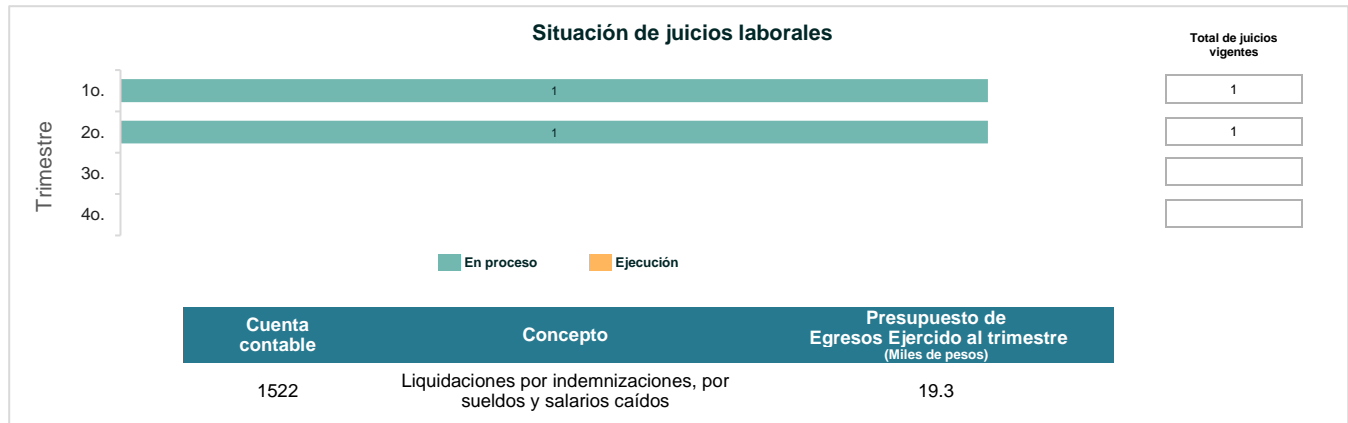 Situación de juicios laborales
Total de juicios
vigentes
Trimestre
1o.
1
1
2o.
1
1
3o.
4o.
En proceso
Ejecución
Cuenta
contable
Concepto
Presupuesto de
Egresos Ejercido al trimestre
(Miles de pesos)
1522
Liquidaciones por indemnizaciones, por
sueldos y salarios caídos
19.3